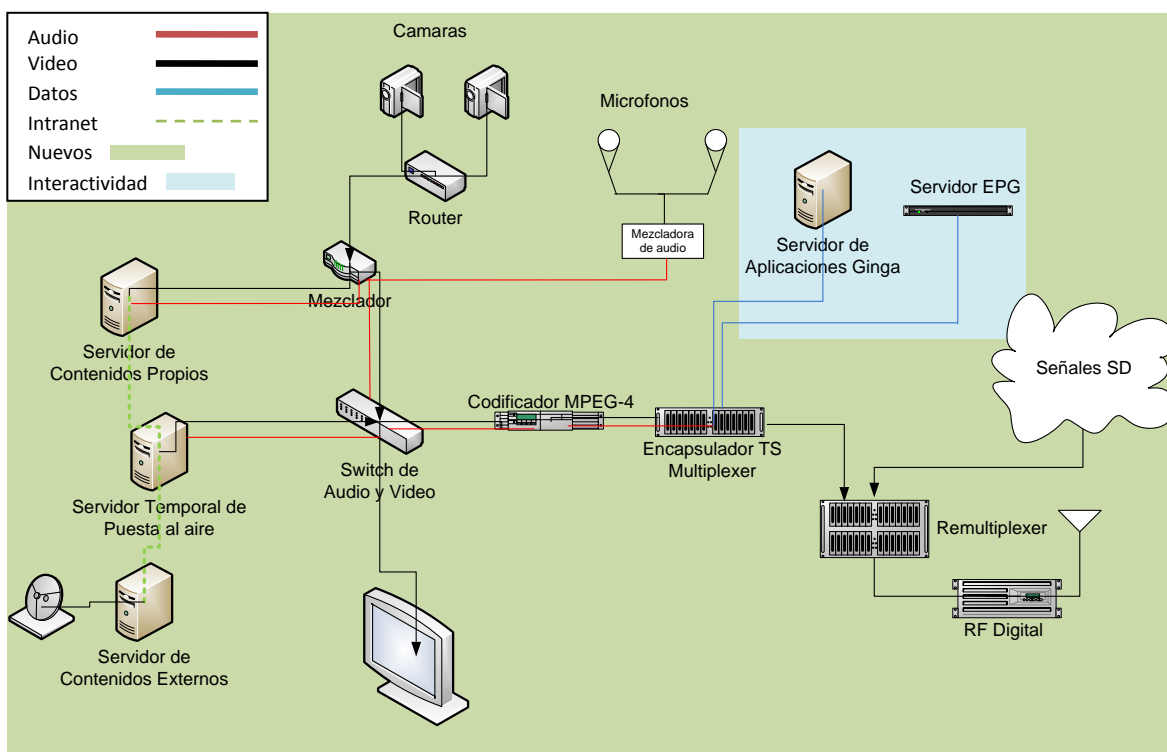 Audio
Video
Datos
Intranet
Nuevos
Interactividad
Camaras
Microfonos
Router
Mezcladora
de audio
Servidor EPG
Servidor de
Aplicaciones Ginga
Mezclador
Servidor de
Contenidos Propios
Señales SD
Codificador MPEG-4
Encapsulador TS
Multiplexer
Switch de
Audio y Video
Servidor Temporal de
Puesta al aire
Remultiplexer
RF Digital
Servidor de
Contenidos Externos